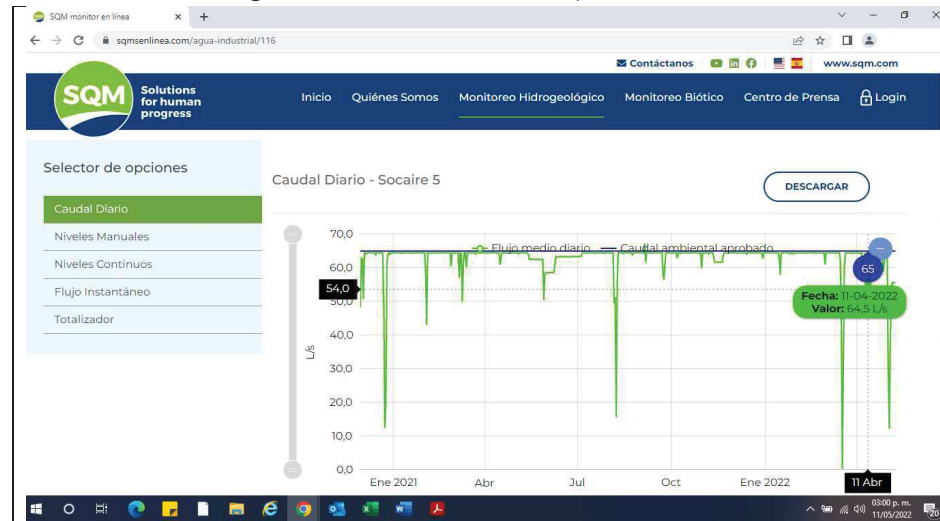 SQM monitor en línea
sqmsenlinea.com/agua-industrial/116
Contáctanos www.sqm.com
SQM Solutions for human progress
Inicio Quiénes Somos Monitoreo Hidrogeológico Monitoreo Biótico Centro de Prensa Login
Selector de opciones
Caudal Diario
Niveles Manuales
Niveles Continuos
Flujo Instantáneo
Totalizador
Caudal Diario - Socaire 5
DESCARGAR
Flujo medio diario Caudal ambiental aprobado
70,0
60,0
54,0
50,0
40,0
30,0
20,0
10,0
0,0
L/s
65
Fecha: 11-04-2022
Valor: 64,5 L/s
Ene 2021 Abr Jul Oct Ene 2022 11 Abr
03:00 p. m.
11/05/2022
20